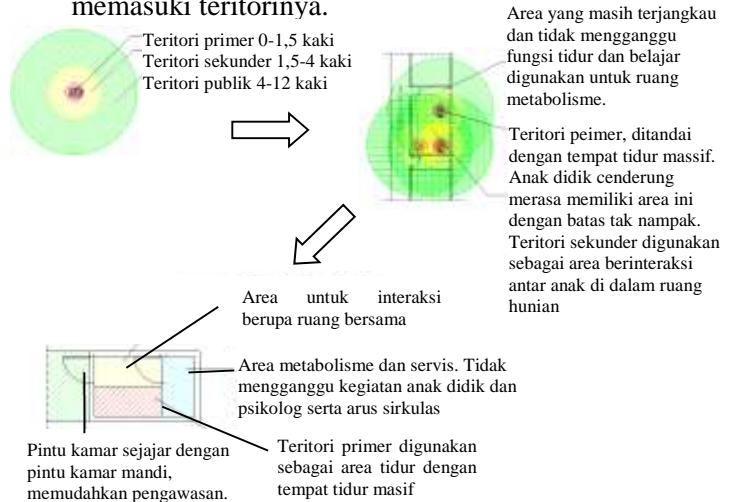 memasuki teritorinya.
Teritori primer 0-1,5 kaki
Teritori sekunder 1,5-4 kaki
Teritori publik 4-12 kaki
Area yang masih terjangkau
dan tidak mengganggu
fungsi tidur dan belajar
digunakan untuk ruang
metabolisme.
Teritori peimer, ditandai
dengan tempat tidur massif.
Anak didik cenderung
merasa memiliki area ini
dengan batas tak nampak.
Teritori sekunder digunakan
sebagai area berinteraksi
antar anak di dalam ruang
hunian
Area untuk interaksi
berupa ruang bersama
Area metabolisme dan servis. Tidak
mengganggu kegiatan anak didik dan
psikolog serta arus sirkulas
Pintu kamar sejajar dengan
pintu kamar mandi,
memudahkan pengawasan.
Teritori primer digunakan
sebagai area tidur dengan
tempat tidur masif